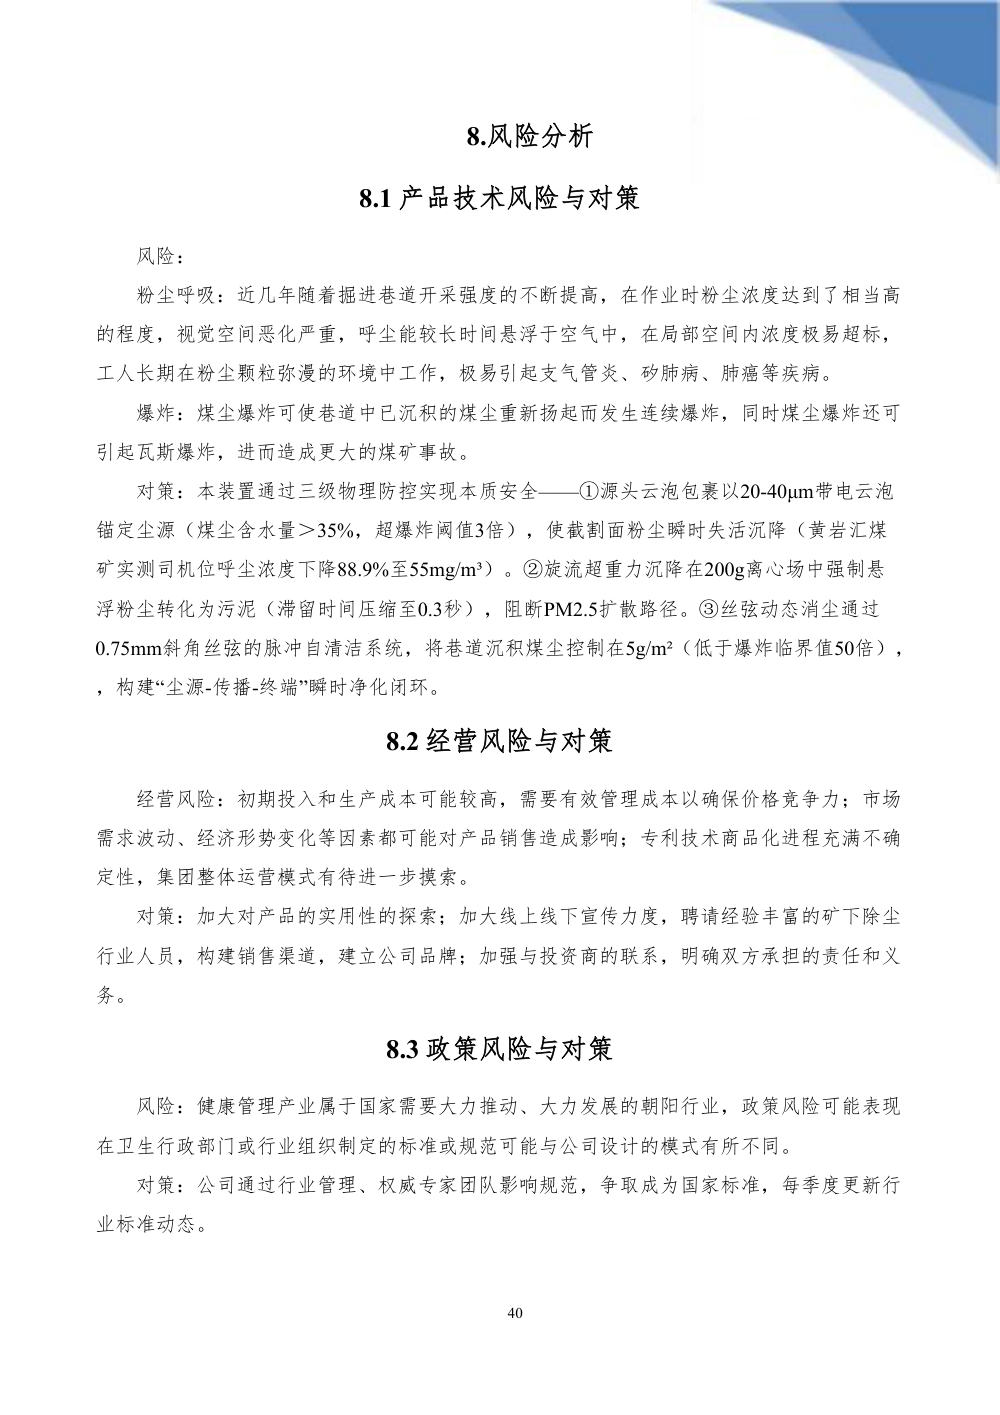 8.风险分析
8.1 产品技术风险与对策
风险：
粉尘呼吸：近几年随着掘进巷道开采强度的不断提高，在作业时粉尘浓度达到了相当高
的程度，视觉空间恶化严重，呼尘能较长时间悬浮于空气中，在局部空间内浓度极易超标，
工人长期在粉尘颗粒弥漫的环境中工作，极易引起支气管炎、矽肺病、肺癌等疾病。
爆炸：煤尘爆炸可使巷道中已沉积的煤尘重新扬起而发生连续爆炸，同时煤尘爆炸还可
引起瓦斯爆炸，进而造成更大的煤矿事故。
对策：本装置通过三级物理防控实现本质安全——①源头云泡包裹以20-40μm带电云泡
锚定尘源（煤尘含水量＞35%，超爆炸阈值3倍），使截割面粉尘瞬时失活沉降（黄岩汇煤
矿实测司机位呼尘浓度下降88.9%至55mg/m³）。②旋流超重力沉降在200g离心场中强制悬
浮粉尘转化为污泥（滞留时间压缩至0.3秒），阻断PM2.5扩散路径。③丝弦动态消尘通过
0.75mm斜角丝弦的脉冲自清洁系统，将巷道沉积煤尘控制在5g/m²（低于爆炸临界值50倍），
，构建“尘源-传播-终端”瞬时净化闭环。
8.2 经营风险与对策
经营风险：初期投入和生产成本可能较高，需要有效管理成本以确保价格竞争力；市场
需求波动、经济形势变化等因素都可能对产品销售造成影响；专利技术商品化进程充满不确
定性，集团整体运营模式有待进一步摸索。
对策：加大对产品的实用性的探索；加大线上线下宣传力度，聘请经验丰富的矿下除尘
行业人员，构建销售渠道，建立公司品牌；加强与投资商的联系，明确双方承担的责任和义
务。
8.3 政策风险与对策
风险：健康管理产业属于国家需要大力推动、大力发展的朝阳行业，政策风险可能表现
在卫生行政部门或行业组织制定的标准或规范可能与公司设计的模式有所不同。
对策：公司通过行业管理、权威专家团队影响规范，争取成为国家标准，每季度更新行
业标准动态。
40